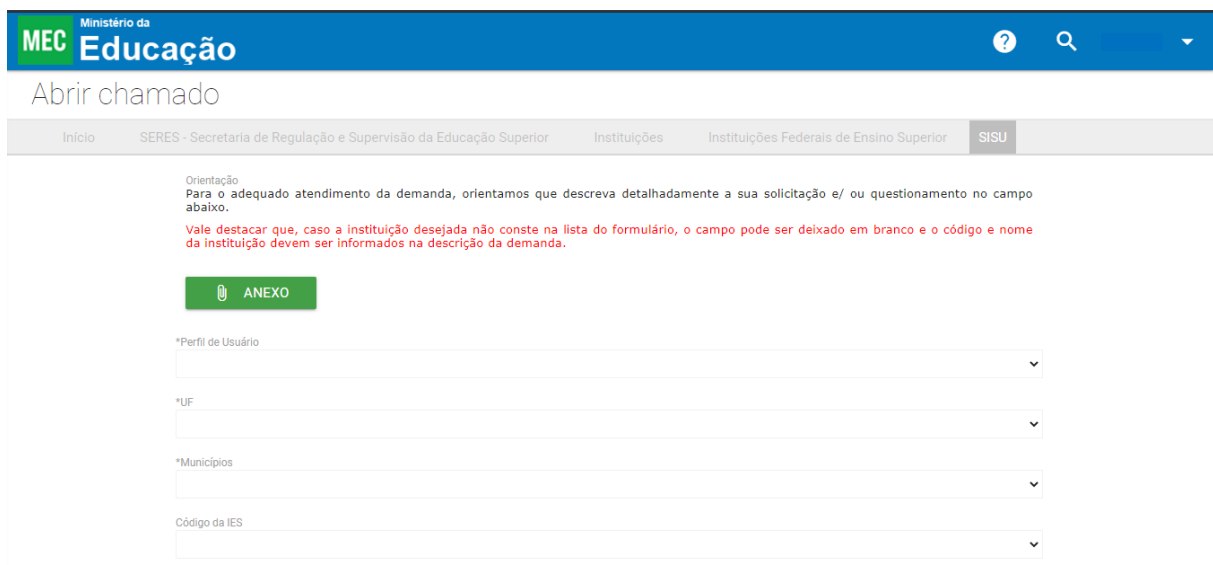 MEC Ministério da
Educação
?
Abrir chamado
Início SERES - Secretaria de Regulação e Supervisão da Educação Superior Instituições Instituições Federais de Ensino Superior SISU
Orientação
Para o adequado atendimento da demanda, orientamos que descreva detalhadamente a sua solicitação e/ ou questionamento no campo
abaixo.
Vale destacar que, caso a instituição desejada não conste na lista do formulário, o campo pode ser deixado em branco e o código e nome
da instituição devem ser informados na descrição da demanda.
ANEXO
*Perfil de Usuário
*UF
*Municípios
Código da IES